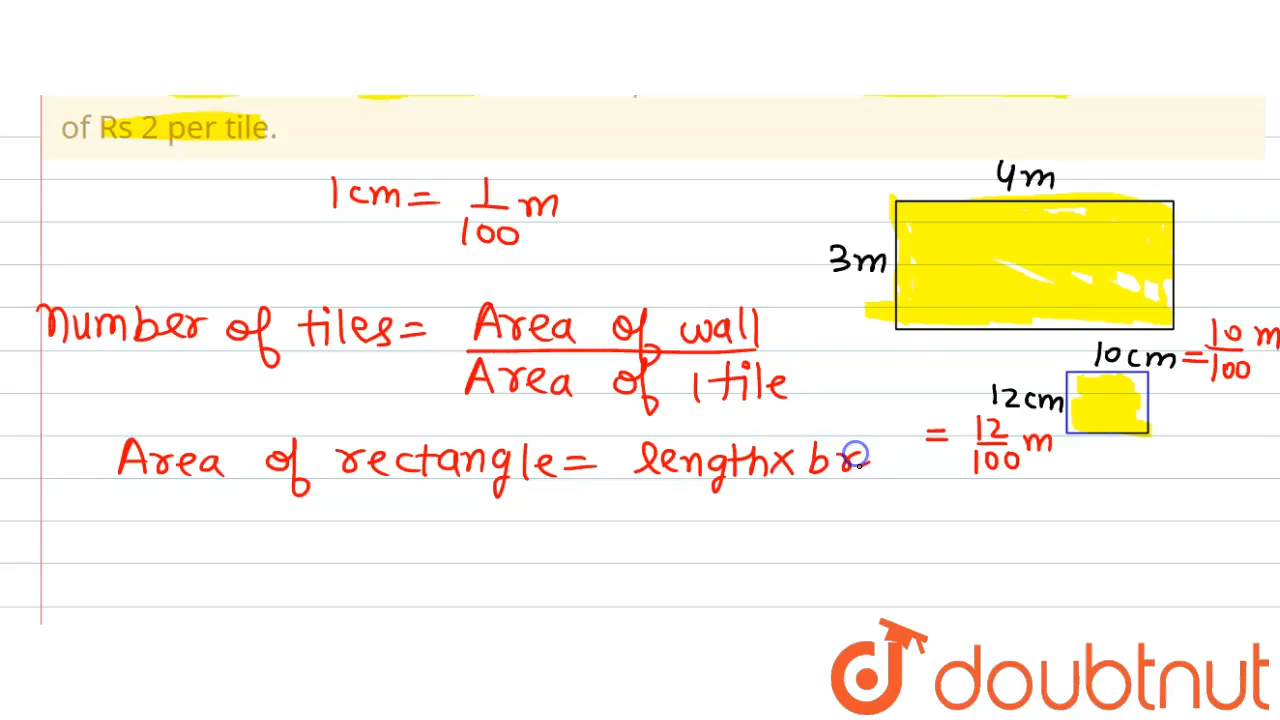 of Rs 2 per tile.
1cm = 1/100 m
4m
3m
Number of tiles = Area of wall / Area of 1 tile
10cm = 10/100 m
12cm
= 12/100 m
Area of rectangle = length × br
doubtnut